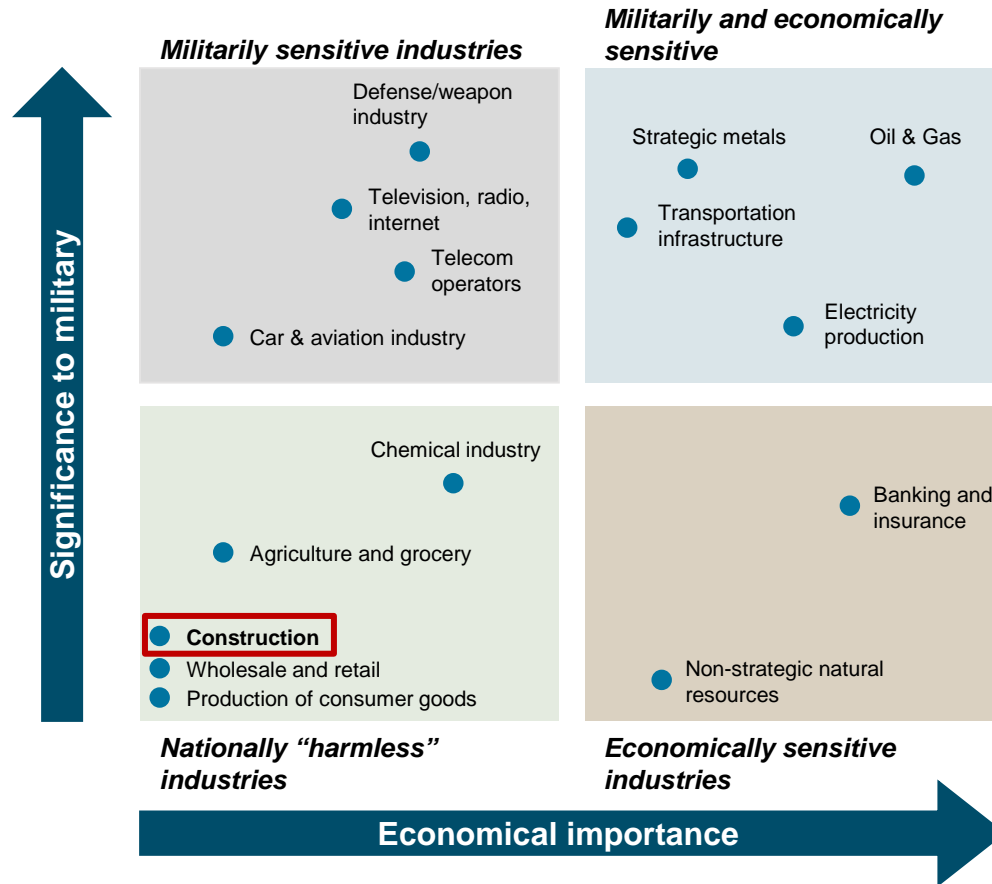 Militarily sensitive industries
Militarily and economically
sensitive
Defense/weapon
industry
Television, radio,
internet
Telecom
operators
Car & aviation industry
Strategic metals
Oil & Gas
Transportation
infrastructure
Electricity
production
Significance to military
Chemical industry
Agriculture and grocery
Construction
Wholesale and retail
Production of consumer goods
Banking and
insurance
Non-strategic natural
resources
Nationally “harmless”
industries
Economically sensitive
industries
Economical importance